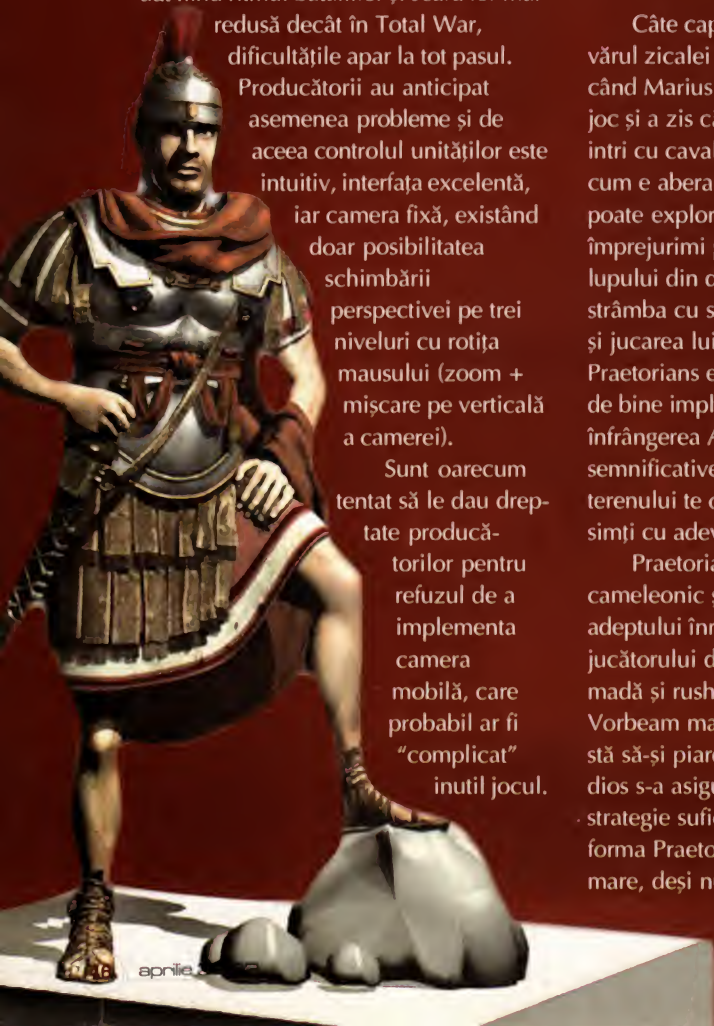 redusă decât în Total War,
dificultățile apar la tot pasul.
Producătorii au anticipat
asemenea probleme și de
aceea controlul unităților este
intuitiv, interfața excelentă,
iar camera fixă, existând
doar posibilitatea
schimbării
perspectivei pe trei
niveluri cu rotița
mausului (zoom +
mișcare pe verticală
a camerei).
Sunt oarecum
tentat să le dau drep-
tate producă-
torilor pentru
refuzul de a
implementa
camera
mobilă, care
probabil ar fi
“complicat”
inutil jocul.
Câte cap
vărul zicalei
când Marius
joc și a zis c
intri cu caval
cum e abera
poate explor
împrejurimi
lupului din
strâmba cu s
și jucarea lui
Praetorians e
de bine impl
înfrângerea A
semnificative
terenului te
simți cu adev
Praetoria
cameleonic
adeptului înr
jucătorului d
madă și rush
Vorbeam ma
stă să-și piar
dios s-a asigu
strategie sufi
forma Praeto
mare, deși n
aprilie